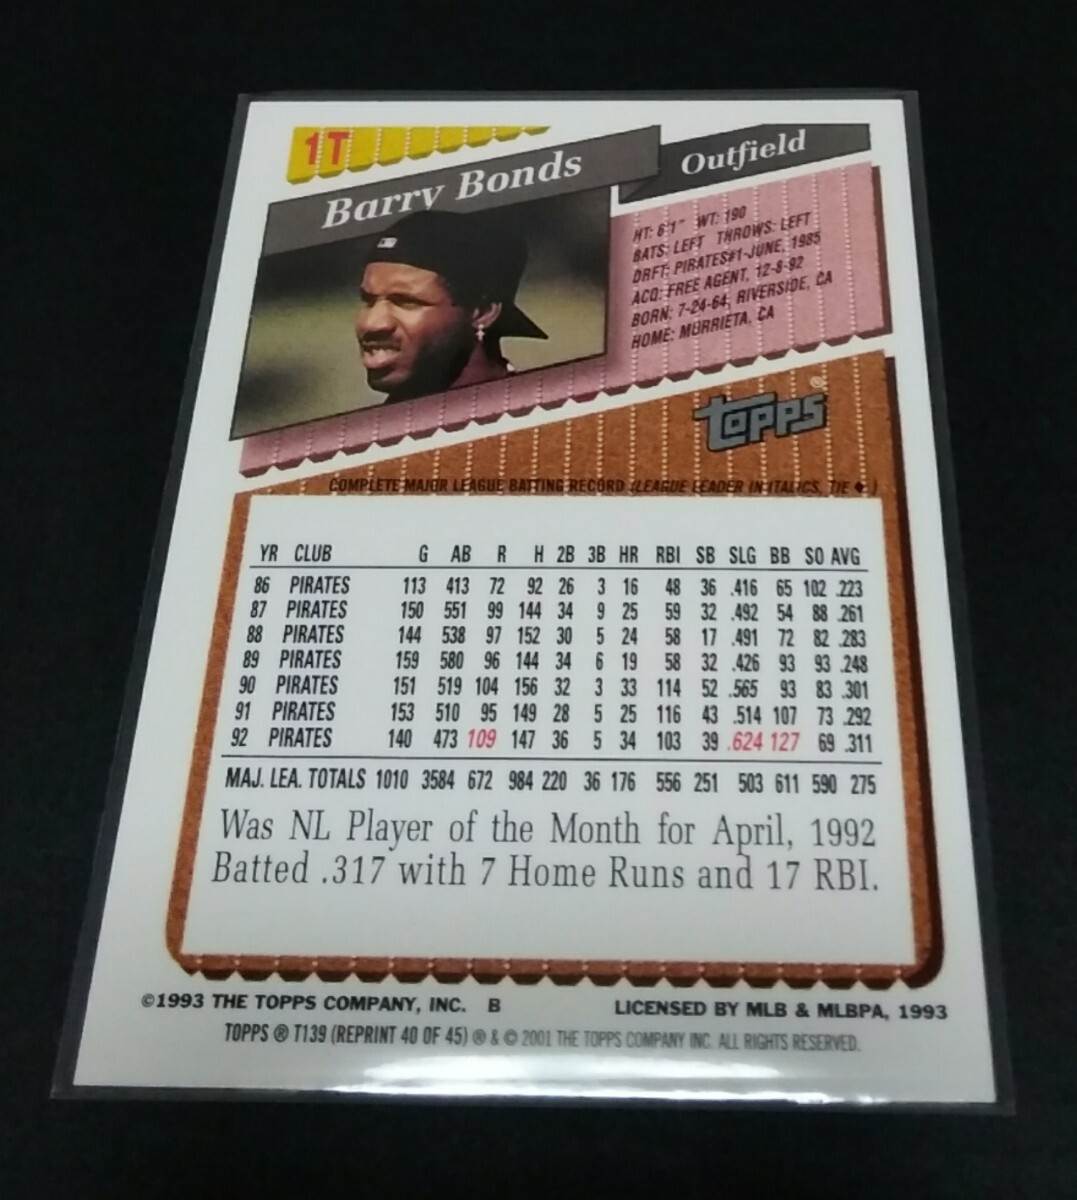 1T
Barry Bonds
Outfield
HT: 6'1" WT: 190
BATS: LEFT THROWS: LEFT
DRFT: PIRATES#1-JUNE, 1985
ACQ: FREE AGENT, 12-8-92
BORN: 7-24-64, RIVERSIDE, CA
HOME: MURRIETA, CA
TOPPS®
COMPLETE MAJOR LEAGUE BATTING RECORD (LEAGUE LEADER IN ITALICS, TIE ♦)
YR CLUB G AB R H 2B 3B HR RBI SB SLG BB SO AVG
86 PIRATES 113 413 72 92 26 3 16 48 36 .416 65 102 .223
87 PIRATES 150 551 99 144 34 9 25 59 32 .492 54 88 .261
88 PIRATES 144 538 97 152 30 5 24 58 17 .491 72 82 .283
89 PIRATES 159 580 96 144 34 6 19 58 32 .426 93 93 .248
90 PIRATES 151 519 104 156 32 3 33 114 52 .565 93 83 .301
91 PIRATES 153 510 95 149 28 5 25 116 43 .514 107 73 .292
92 PIRATES 140 473 109 147 36 5 34 103 39 .624 127 69 .311
MAJ. LEA. TOTALS 1010 3584 672 984 220 36 176 556 251 503 611 590 275
Was NL Player of the Month for April, 1992
Batted .317 with 7 Home Runs and 17 RBI.
©1993 THE TOPPS COMPANY, INC. B LICENSED BY MLB & MLBPA, 1993
TOPPS ® T139 (REPRINT 40 OF 45) ® & © 2001 THE TOPPS COMPANY INC. ALL RIGHTS RESERVED.